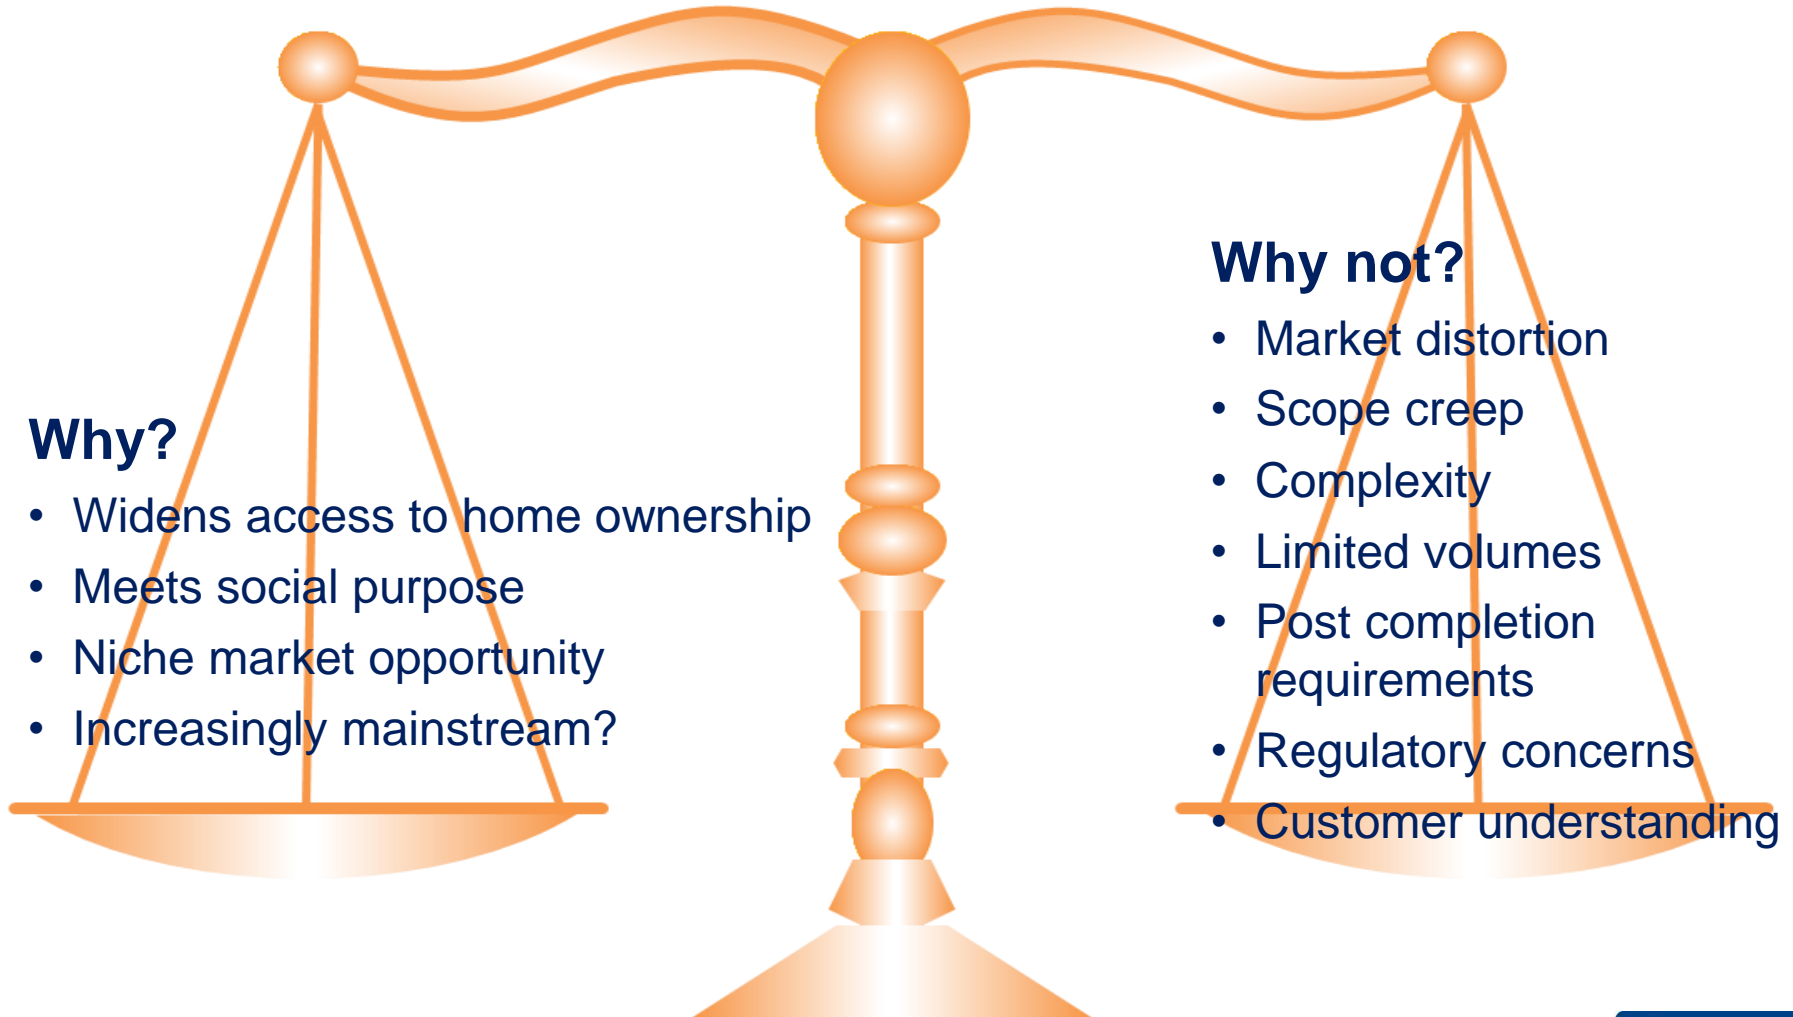 Why?
• Widens access to home ownership
• Meets social purpose
• Niche market opportunity
• Increasingly mainstream?
Why not?
• Market distortion
• Scope creep
• Complexity
• Limited volumes
• Post completion
requirements
• Regulatory concerns
• Customer understanding